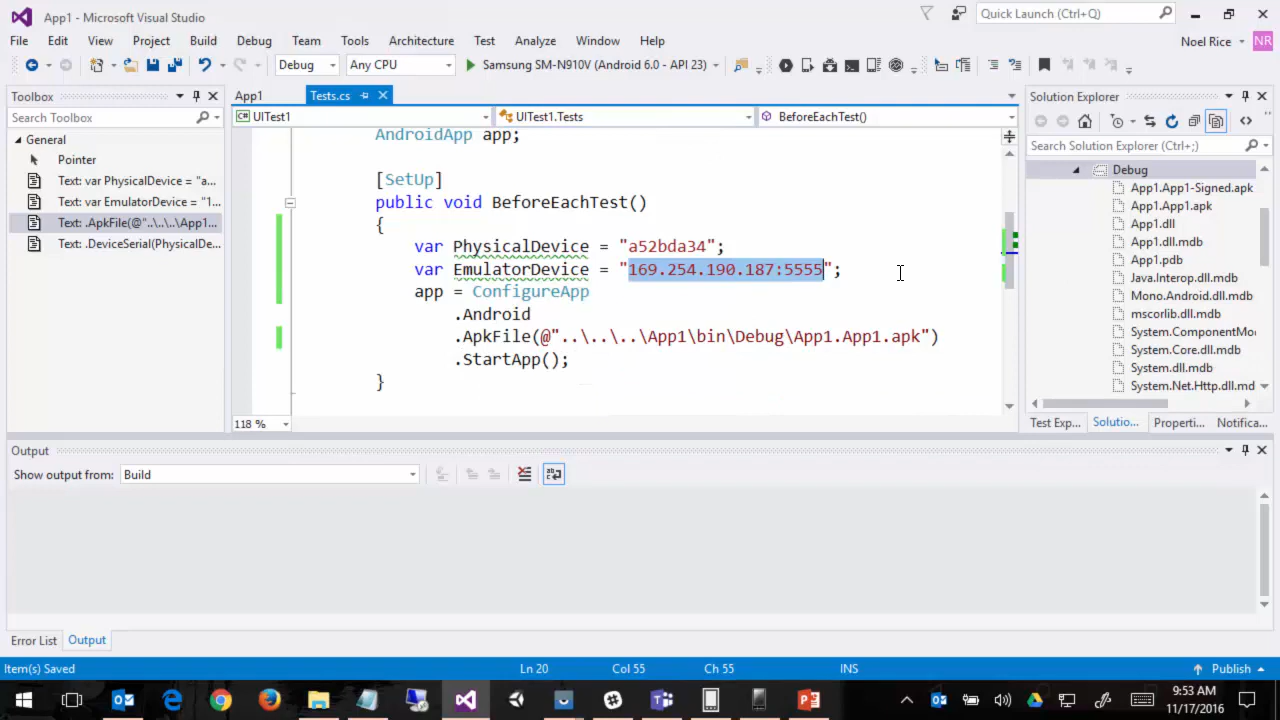 App1 - Microsoft Visual Studio
Quick Launch (Ctrl+Q)
File Edit View Project Build Debug Team Tools Architecture Test Analyze Window Help
Noel Rice NR
Debug Any CPU Samsung SM-N910V (Android 6.0 - API 23)
Toolbox
Search Toolbox
General
Pointer
Text: var PhysicalDevice = "a...
Text: var EmulatorDevice = "1...
Text: .ApkFile(@"..\..\..\App1...
Text: .DeviceSerial(PhysicalDe...
App1 Tests.cs
UITest1 UITest1.Tests BeforeEachTest()
AndroidApp app;
[SetUp]
public void BeforeEachTest()
{
var PhysicalDevice = "a52bda34";
var EmulatorDevice = "169.254.190.187:5555";
app = ConfigureApp
.Android
.ApkFile(@"..\..\..\App1\bin\Debug\App1.App1.apk")
.StartApp();
}
118 %
Solution Explorer
Search Solution Explorer (Ctrl+;)
Debug
App1.App1-Signed.apk
App1.App1.apk
App1.dll
App1.dll.mdb
App1.pdb
Java.Interop.dll.mdb
Mono.Android.dll.mdb
mscorlib.dll.mdb
System.ComponentMo
System.Core.dll.mdb
System.dll.mdb
System.Net.Http.dll.md
Test Exp... Solutio... Properti... Notifica...
Output
Show output from: Build
Error List Output
Item(s) Saved Ln 20 Col 55 Ch 55 INS Publish
9:53 AM
11/17/2016